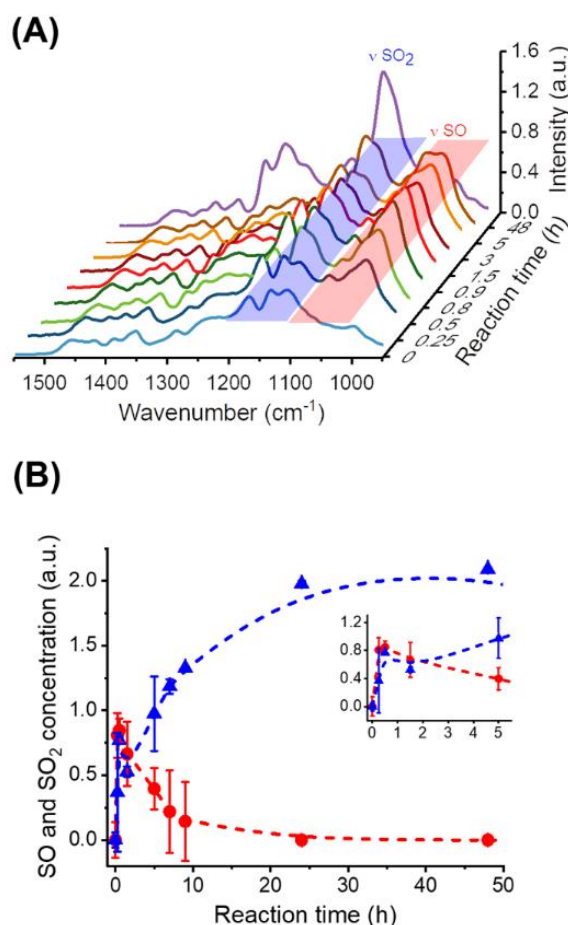 (A)
ν SO2
ν SO
1.6
1.2
0.8
0.4
0.0
Intensity (a.u.)
48
5
3
1.5
0.9
0.8
0.5
0.25
0
Reaction time (h)
1500 1400 1300 1200 1100 1000
Wavenumber (cm-1)
(B)
2.0
1.5
1.0
0.5
0.0
SO and SO2 concentration (a.u.)
1.2
0.8
0.4
0.0
0 1 2 3 4 5
0 10 20 30 40 50
Reaction time (h)